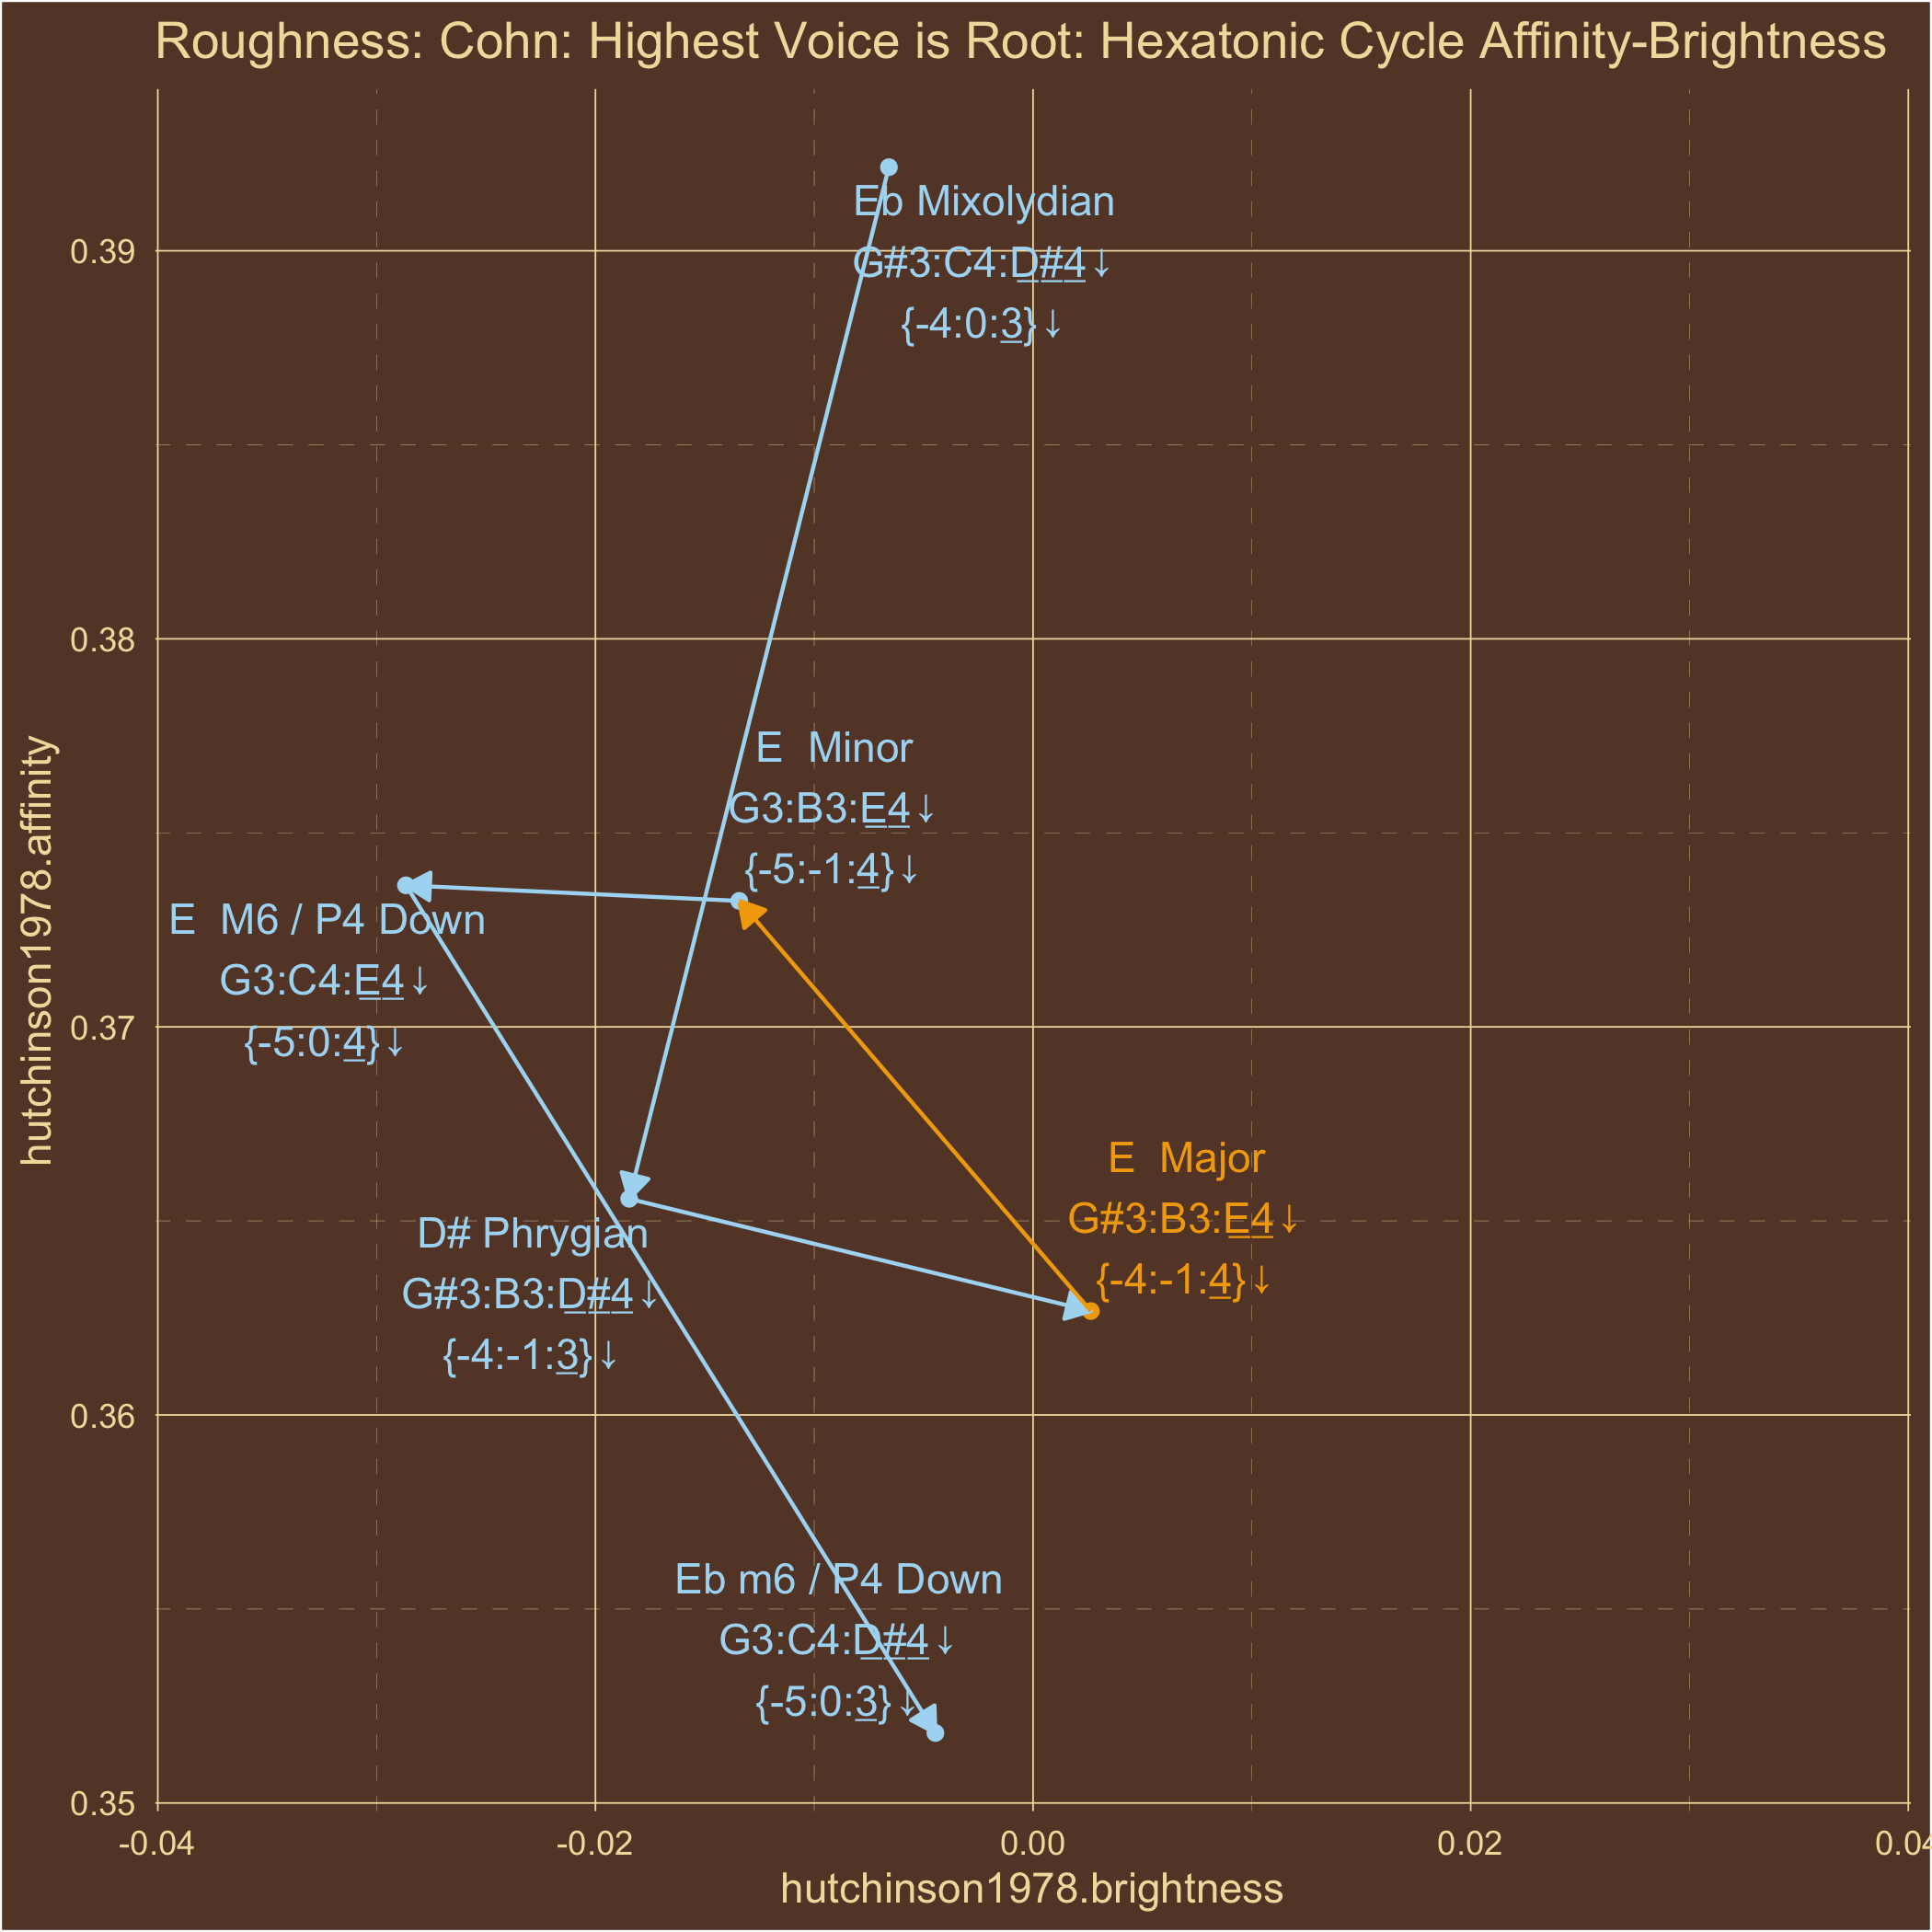 Roughness: Cohn: Highest Voice is Root: Hexatonic Cycle Affinity-Brightness
Eb Mixolydian
G#3:C4:D#4↓
{-4:0:3}↓
E  Minor
G3:B3:E4↓
{-5:-1:4}↓
E  M6 / P4 Down
G3:C4:E4↓
{-5:0:4}↓
E  Major
G#3:B3:E4↓
{-4:-1:4}↓
D# Phrygian
G#3:B3:D#4↓
{-4:-1:3}↓
Eb m6 / P4 Down
G3:C4:D#4↓
{-5:0:3}↓
0.39
0.38
0.37
0.36
0.35
hutchinson1978.affinity
-0.04
-0.02
0.00
0.02
0.04
hutchinson1978.brightness